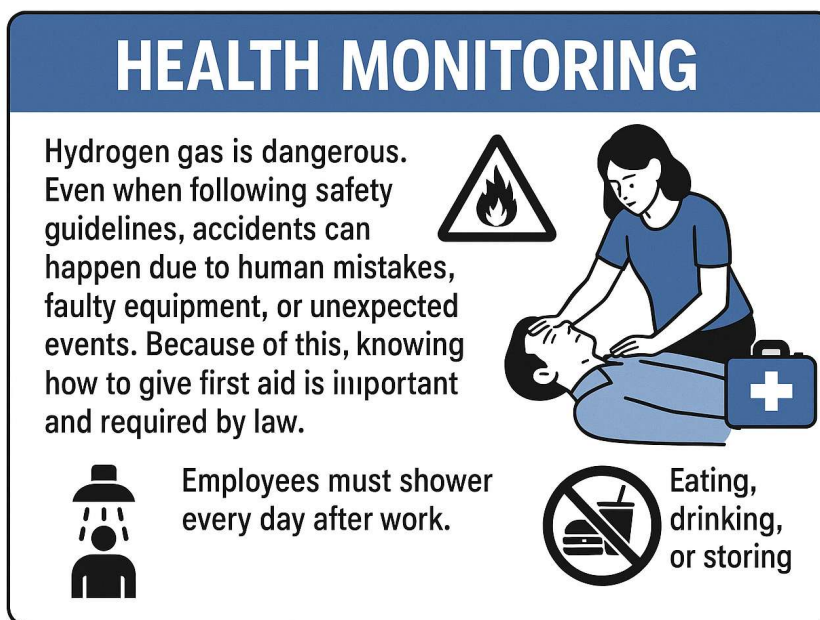 HEALTH MONITORING
Hydrogen gas is dangerous.
Even when following safety
guidelines, accidents can
happen due to human mistakes,
faulty equipment, or unexpected
events. Because of this, knowing
how to give first aid is important
and required by law.
Employees must shower
every day after work.
Eating,
drinking,
or storing